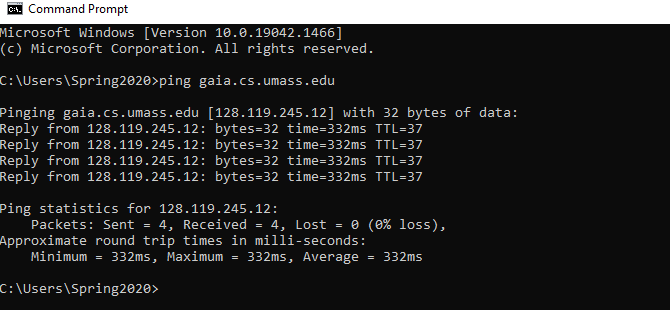 Command Prompt
Microsoft Windows [Version 10.0.19042.1466]
(c) Microsoft Corporation. All rights reserved.
C:\Users\Spring2020>ping gaia.cs.umass.edu
Pinging gaia.cs.umass.edu [128.119.245.12] with 32 bytes of data:
Reply from 128.119.245.12: bytes=32 time=332ms TTL=37
Reply from 128.119.245.12: bytes=32 time=332ms TTL=37
Reply from 128.119.245.12: bytes=32 time=332ms TTL=37
Reply from 128.119.245.12: bytes=32 time=332ms TTL=37
Ping statistics for 128.119.245.12:
    Packets: Sent = 4, Received = 4, Lost = 0 (0% loss),
Approximate round trip times in milli-seconds:
    Minimum = 332ms, Maximum = 332ms, Average = 332ms
C:\Users\Spring2020>